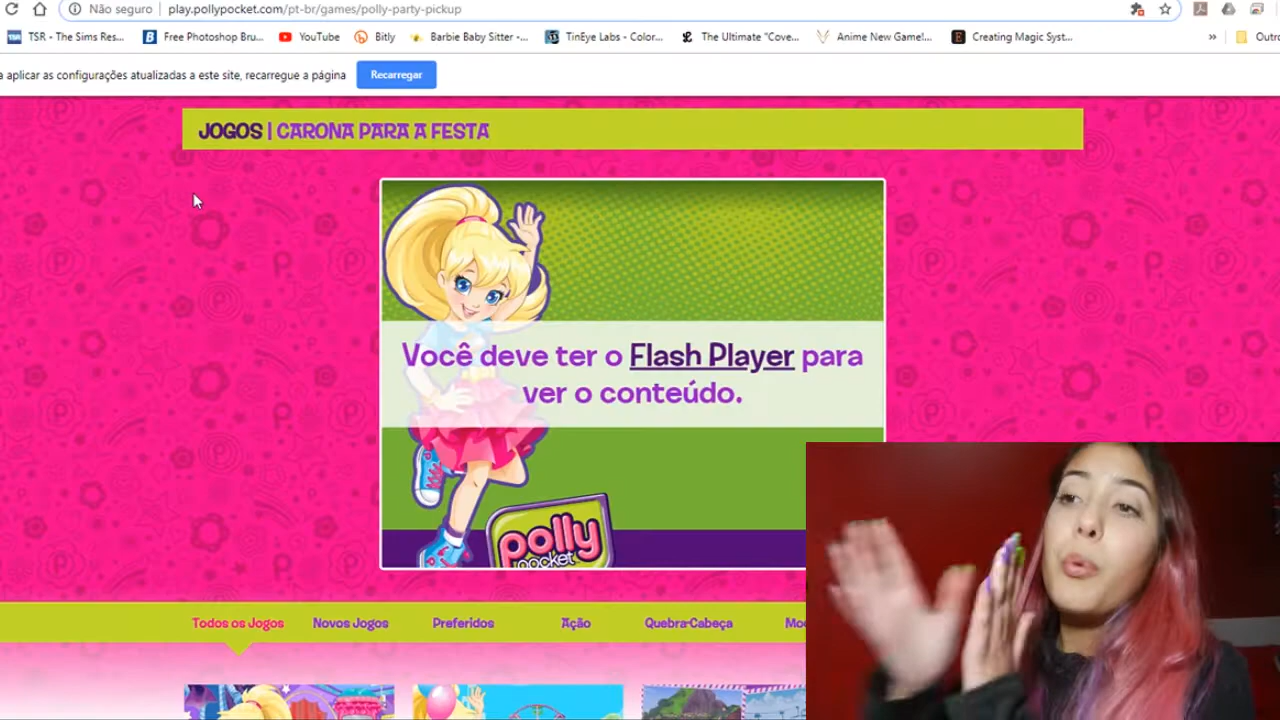 Não seguro | play.pollypocket.com/pt-br/games/polly-party-pickup
TSR - The Sims Res... Free Photoshop Bru... YouTube Bitly Barbie Baby Sitter -... TinEye Labs - Color... The Ultimate "Cove... Anime New Game!... Creating Magic Syst... » Outro
a aplicar as configurações atualizadas a este site, recarregue a página Recarregar
JOGOS | CARONA PARA A FESTA
Você deve ter o Flash Player para
ver o conteúdo.
polly
pocket
Todos os Jogos Novos Jogos Preferidos Ação Quebra-Cabeça Mo